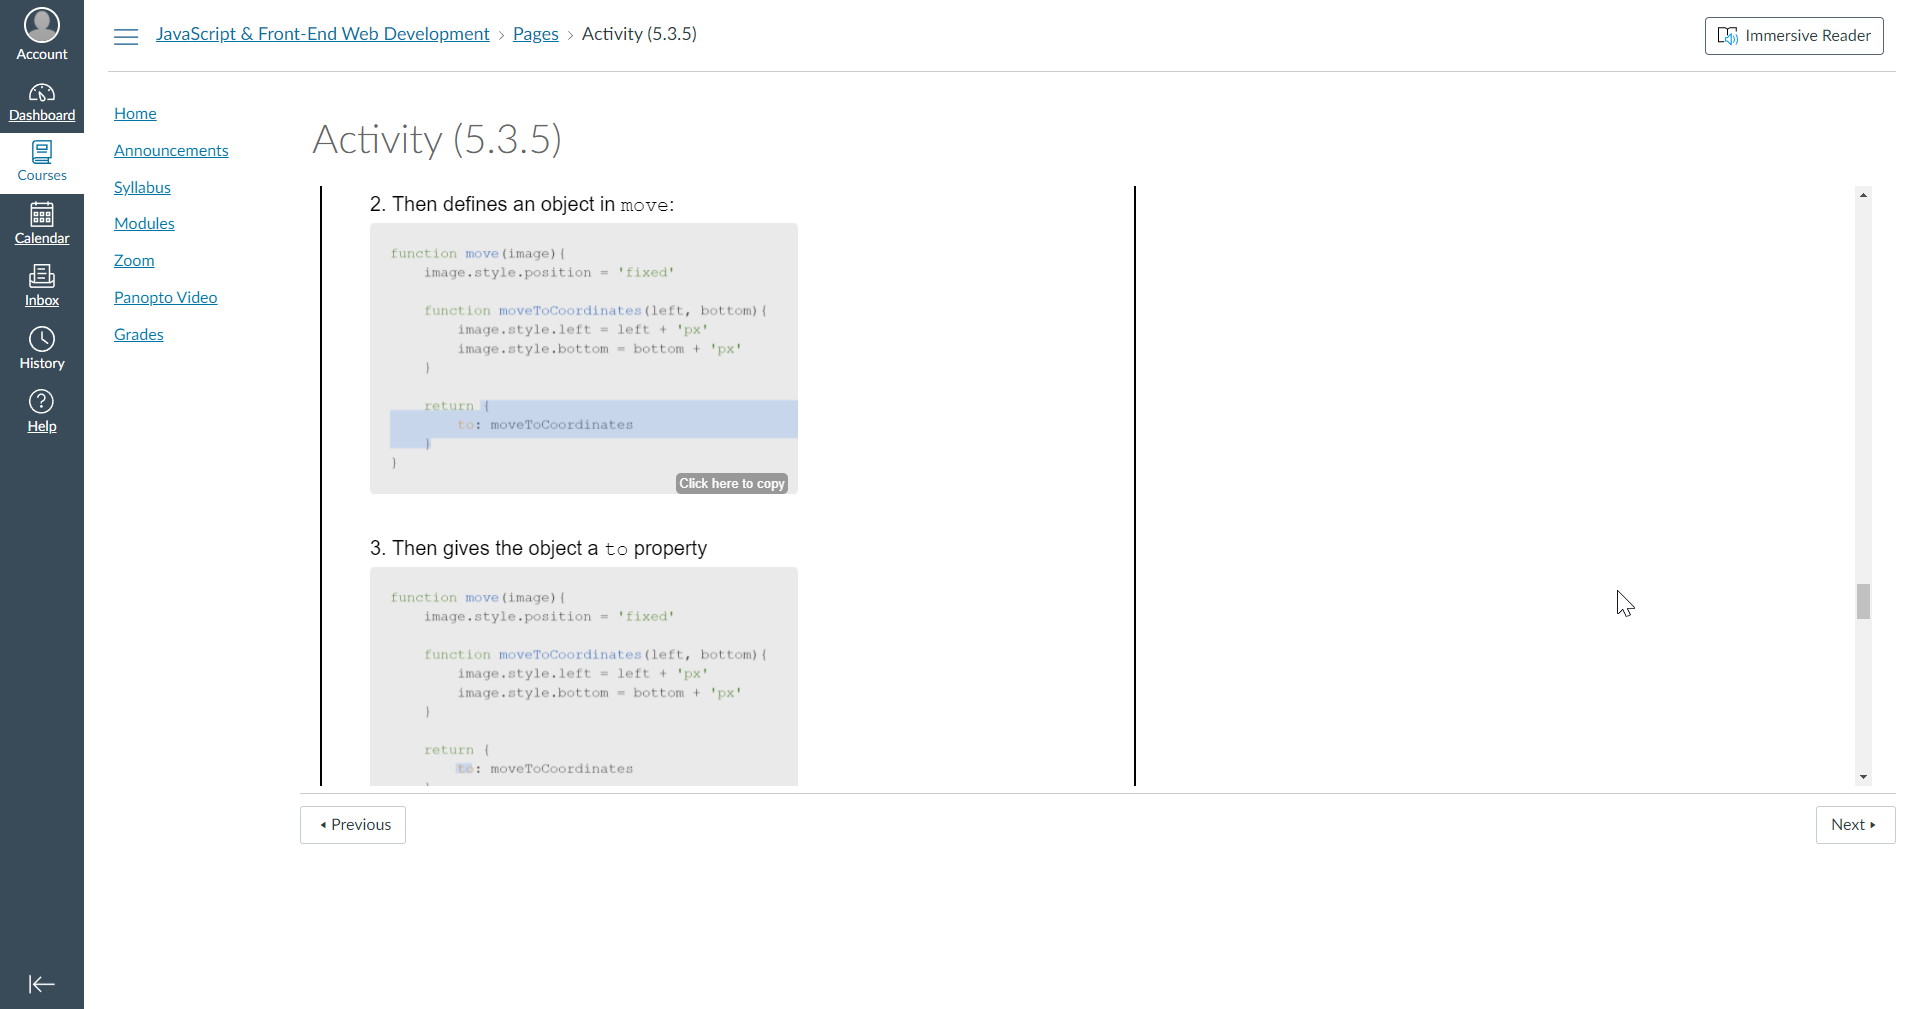 Account
Dashboard
Courses
Calendar
Inbox
History
Help
JavaScript & Front-End Web Development › Pages › Activity (5.3.5)
Immersive Reader
Home
Announcements
Syllabus
Modules
Zoom
Panopto Video
Grades
Activity (5.3.5)
2. Then defines an object in move:
function move(image){
image.style.position = 'fixed'
function moveToCoordinates(left, bottom){
image.style.left = left + 'px'
image.style.bottom = bottom + 'px'
}
return {
to: moveToCoordinates
}
}
Click here to copy
3. Then gives the object a to property
function move(image){
image.style.position = 'fixed'
function moveToCoordinates(left, bottom){
image.style.left = left + 'px'
image.style.bottom = bottom + 'px'
}
return {
to: moveToCoordinates
Previous
Next